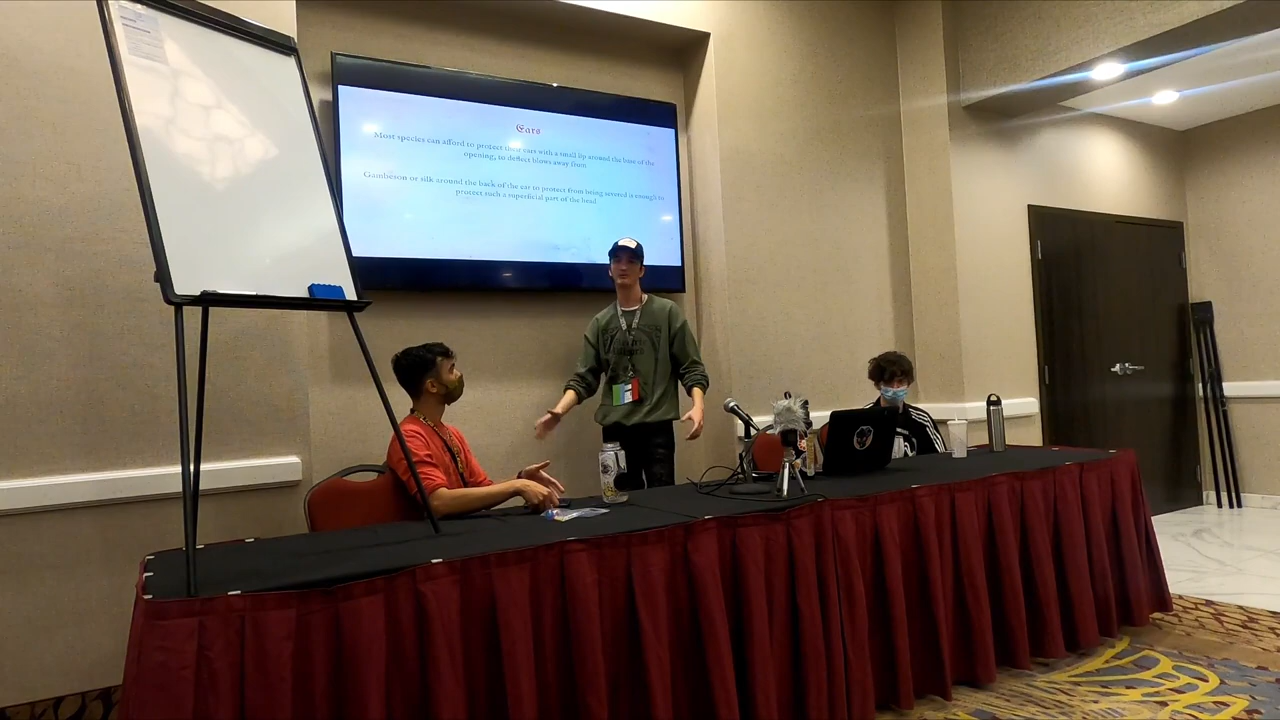 Ears
Most species can afford to protect their ears with a small lip around the base of the
opening, to deflect blows away from
Gambeson or silk around the back of the ear to protect from being severed is enough to
protect such a superficial part of the head